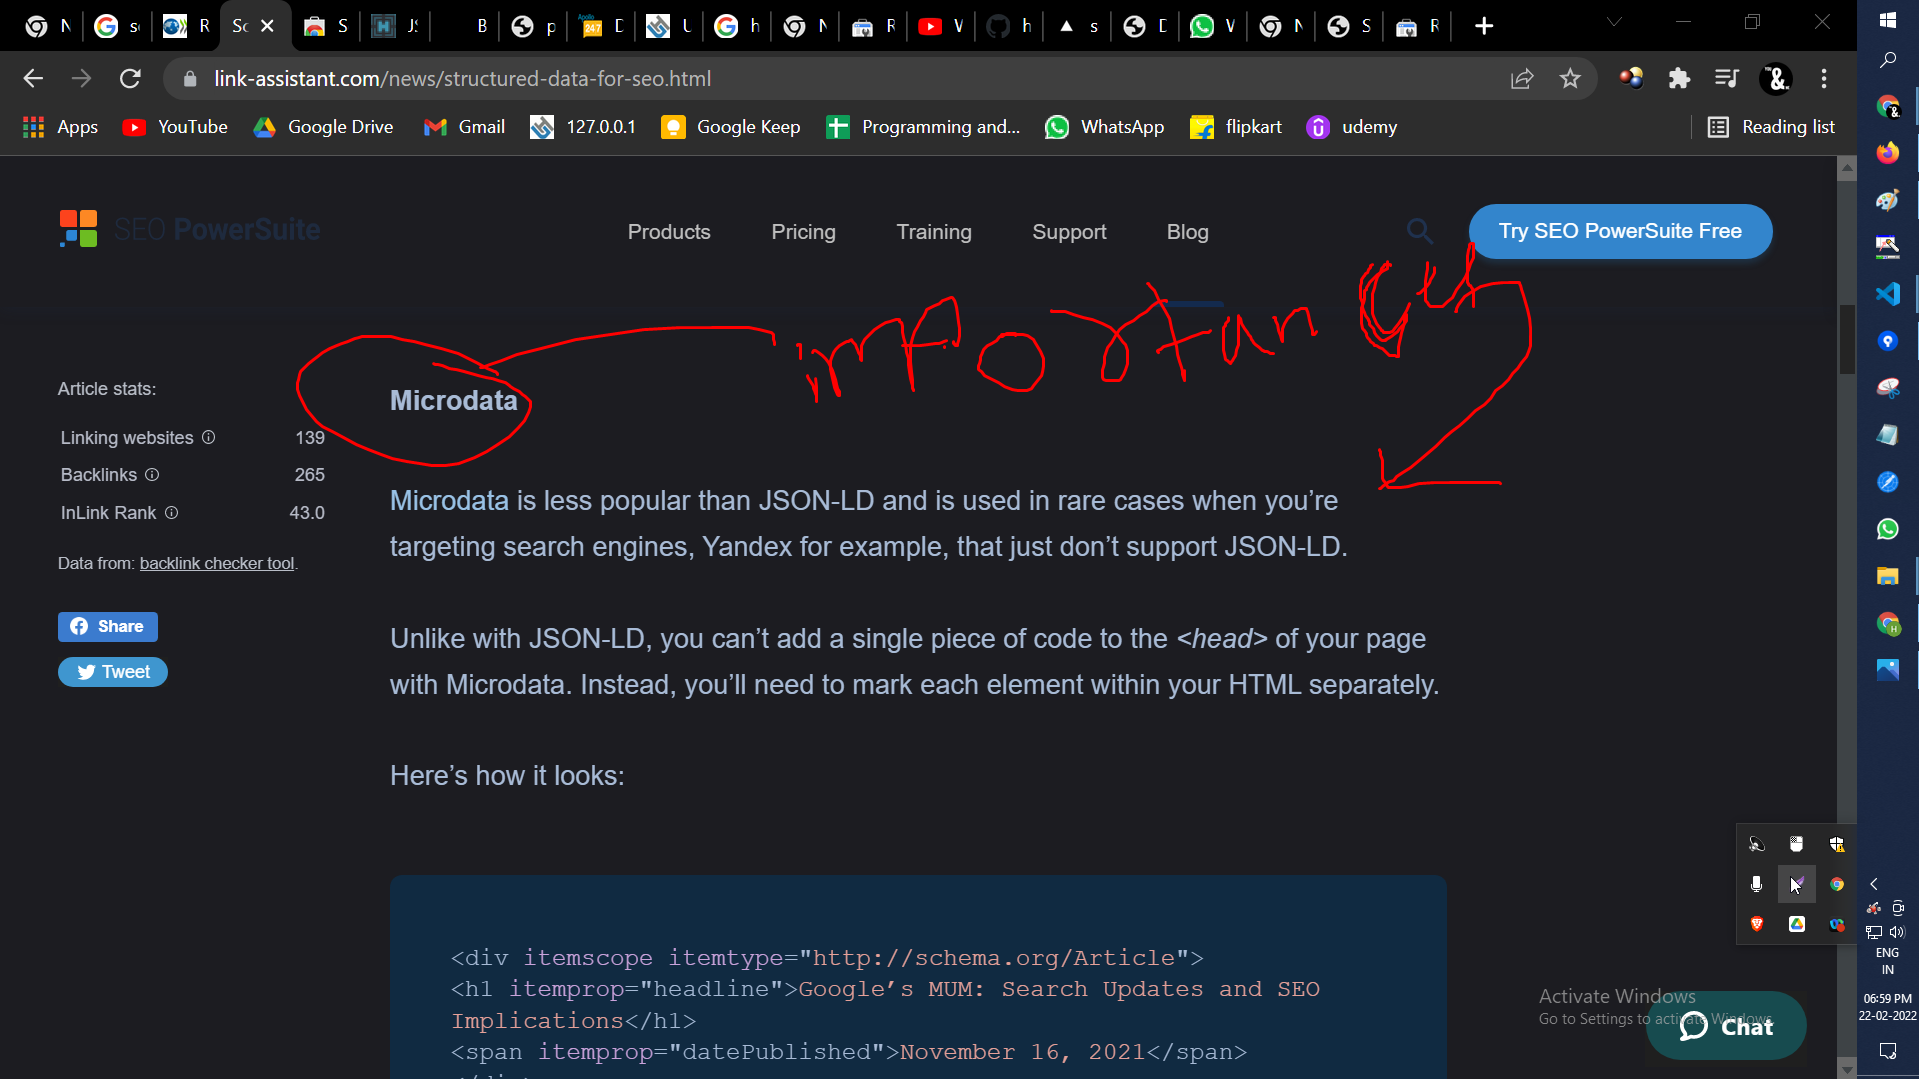 N
G s
R
Sc
S
JS
B
p
D
U
G h
N
R
V
h
s
D
V
N
S
R
link-assistant.com/news/structured-data-for-seo.html
Apps YouTube Google Drive Gmail 127.0.0.1 Google Keep Programming and... WhatsApp flipkart udemy Reading list
SEO PowerSuite Products Pricing Training Support Blog Try SEO PowerSuite Free
important
Article stats:
Linking websites 139
Backlinks 265
InLink Rank 43.0
Data from: backlink checker tool.
Share
Tweet
Microdata
Microdata is less popular than JSON-LD and is used in rare cases when you’re
targeting search engines, Yandex for example, that just don’t support JSON-LD.
Unlike with JSON-LD, you can’t add a single piece of code to the <head> of your page
with Microdata. Instead, you’ll need to mark each element within your HTML separately.
Here’s how it looks:
<div itemscope itemtype="http://schema.org/Article">
<h1 itemprop="headline">Google’s MUM: Search Updates and SEO
Implications</h1>
<span itemprop="datePublished">November 16, 2021</span>
Activate Windows
Go to Settings to activate Windows.
Chat
ENG
IN
06:59 PM
22-02-2022